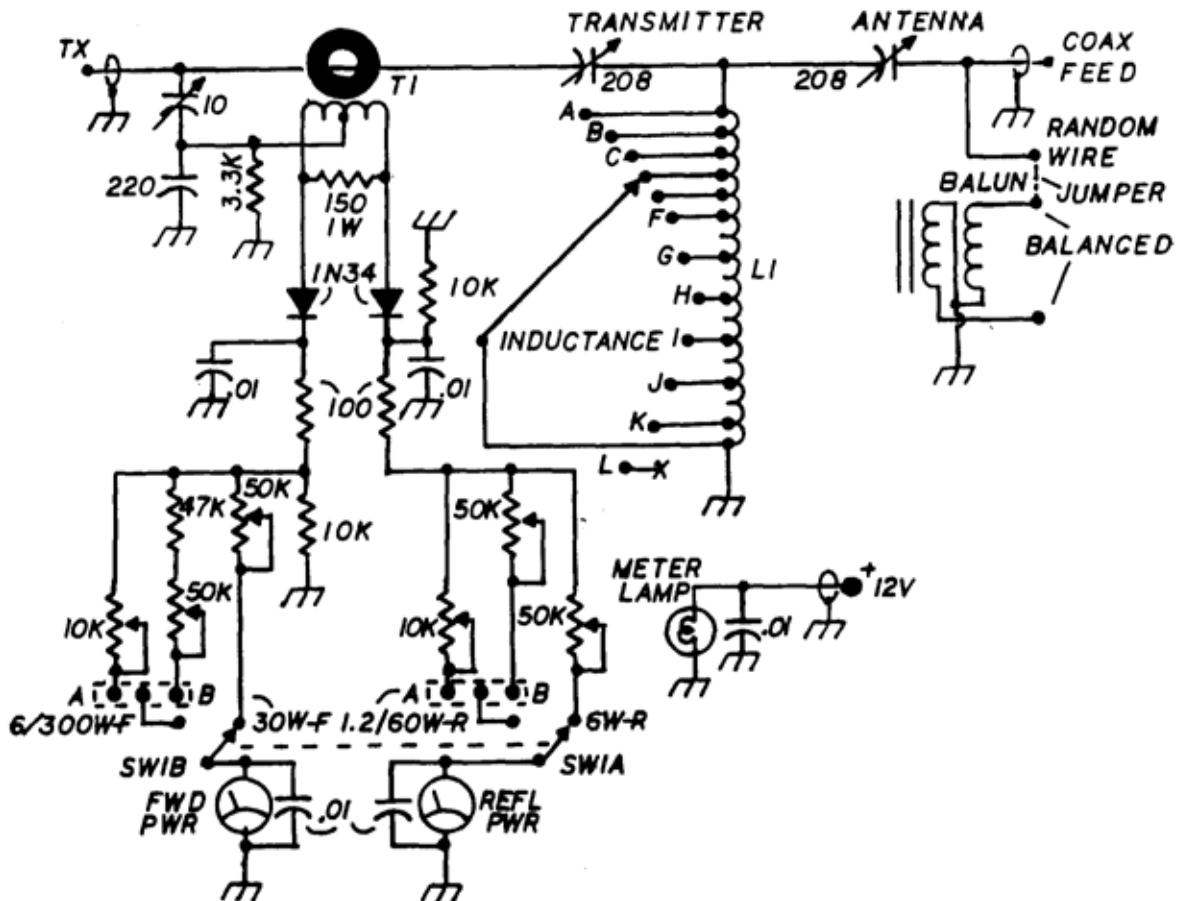 TRANSMITTER
ANTENNA
TX
COAX
FEED
T1
208
208
10
A
B
C
RANDOM
WIRE
3.3K
220
150
1W
BALUN
JUMPER
F
BALANCED
G
L1
1N34
10K
H
INDUCTANCE
I
.01
100
.01
J
K
L
X
47K
50K
10K
50K
METER
LAMP
+
12V
50K
.01
10K
10K
50K
A
B
A
B
6/300W-F
30W-F
1.2/60W-R
6W-R
SW1B
SW1A
FWD
PWR
.01
REFL
PWR